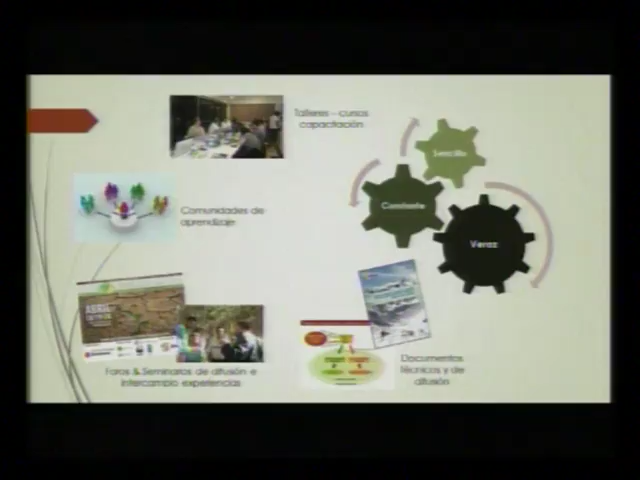 Talleres – cursos
capacitación
Sencillo
Constante
Veraz
Comunidades de
aprendizaje
ABRIL
Foros & Seminarios de difusión e
intercambio experiencias
Documentos
técnicos y de
difusión